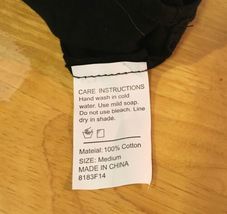 CARE INSTRUCTIONS
Hand wash in cold
water. Use mild soap.
Do not use bleach. Line
dry in shade.
Mateial: 100% Cotton
SIZE: Medium
MADE IN CHINA
8183F14